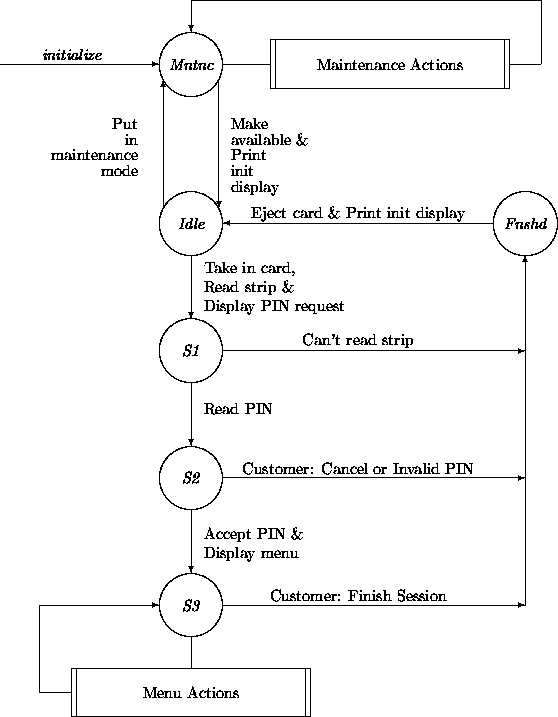 initialize
Mntnc
Maintenance Actions
Put
in
maintenance
mode
Make
available &
Print
init
display
Idle
Eject card & Print init display
Fnshd
Take in card,
Read strip &
Display PIN request
S1
Can't read strip
Read PIN
S2
Customer: Cancel or Invalid PIN
Accept PIN &
Display menu
S3
Customer: Finish Session
Menu Actions